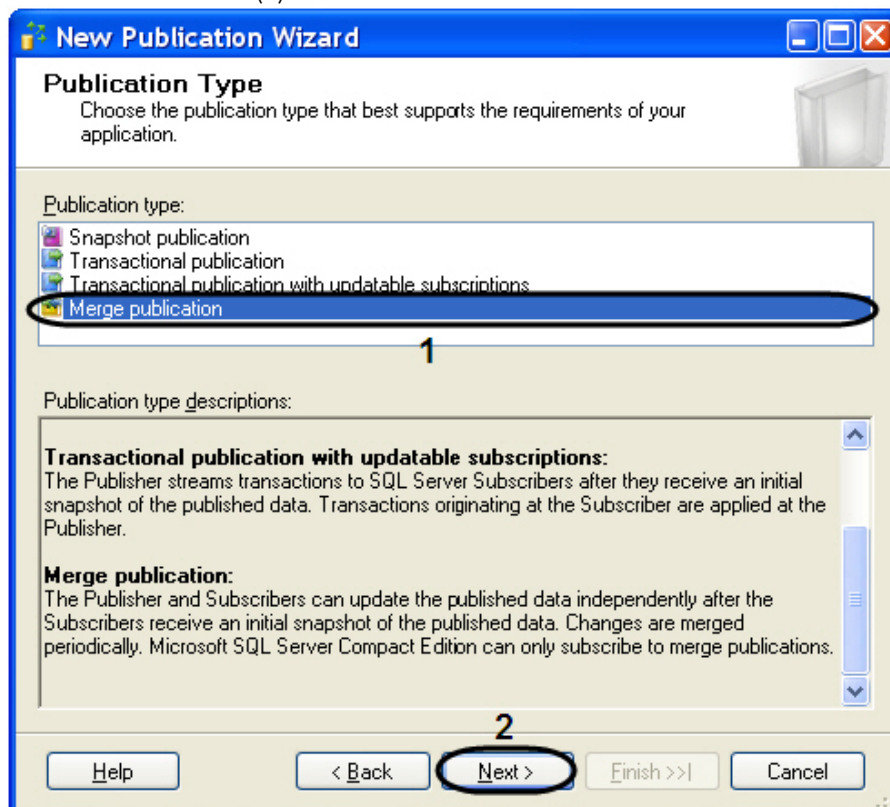 (1)
New Publication Wizard
Publication Type
Choose the publication type that best supports the requirements of your
application.
Publication type:
Snapshot publication
Transactional publication
Transactional publication with updatable subscriptions
Merge publication
1
Publication type descriptions:
Transactional publication with updatable subscriptions:
The Publisher streams transactions to SQL Server Subscribers after they receive an initial
snapshot of the published data. Transactions originating at the Subscriber are applied at the
Publisher.
Merge publication:
The Publisher and Subscribers can update the published data independently after the
Subscribers receive an initial snapshot of the published data. Changes are merged
periodically. Microsoft SQL Server Compact Edition can only subscribe to merge publications.
2
Help
< Back
Next >
Finish >>|
Cancel